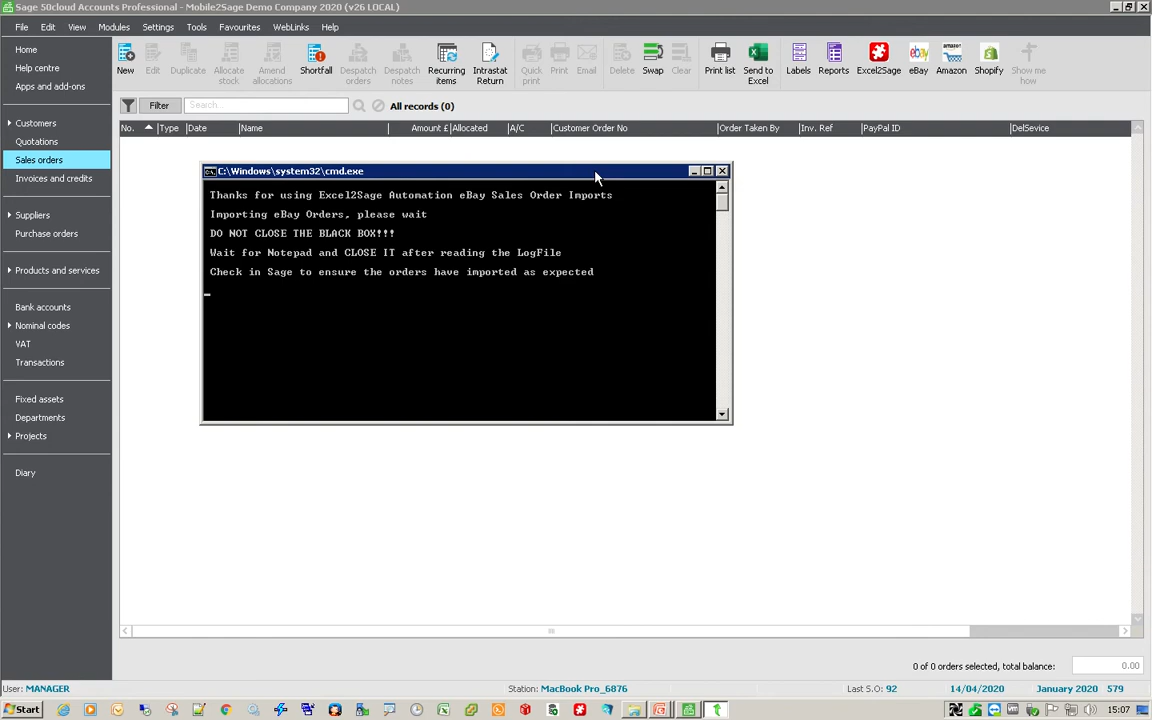 Sage 50cloud Accounts Professional - Mobile2Sage Demo Company 2020 (v26 LOCAL)
File Edit View Modules Settings Tools Favourites WebLinks Help
Home
Help centre
Apps and add-ons
Customers
Quotations
Sales orders
Invoices and credits
Suppliers
Purchase orders
Products and services
Bank accounts
Nominal codes
VAT
Transactions
Fixed assets
Departments
Projects
Diary
New
Edit
Duplicate
Allocate
stock
Amend
allocations
Shortfall
Despatch
orders
Despatch
notes
Recurring
items
Intrastat
Return
Quick
print
Print
Email
Delete
Swap
Clear
Print list
Send to
Excel
Labels
Reports
Excel2Sage
eBay
Amazon
Shopify
Show me
how
Filter Search... All records (0)
No. Type Date Name Amount £ Allocated A/C Customer Order No Order Taken By Inv. Ref PayPal ID DelSevice
C:\Windows\system32\cmd.exe
Thanks for using Excel2Sage Automation eBay Sales Order Imports
Importing eBay Orders, please wait
DO NOT CLOSE THE BLACK BOX!!!
Wait for Notepad and CLOSE IT after reading the LogFile
Check in Sage to ensure the orders have imported as expected
0 of 0 orders selected, total balance: 0.00
User: MANAGER Station: MacBook Pro_6876 Last S.O: 92 14/04/2020 January 2020 579
Start 15:07